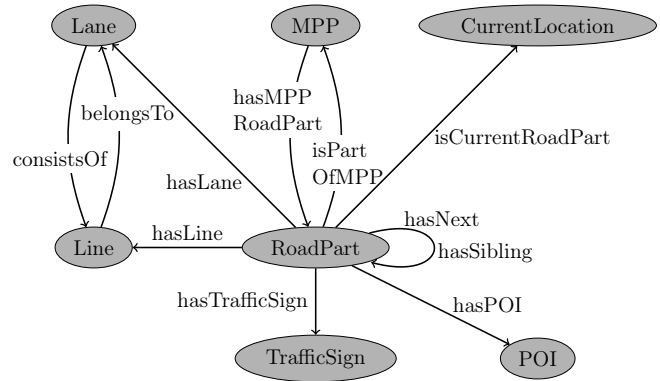 Lane
MPP
CurrentLocation
hasMPP
RoadPart
belongsTo
isCurrentRoadPart
isPart
OfMPP
consistsOf
hasLane
hasNext
hasLine
Line
RoadPart
hasSibling
hasTrafficSign
hasPOI
TrafficSign
POI